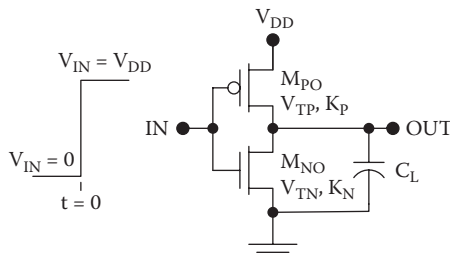 V_DD
V_IN = V_DD
M_PO
V_TP, K_P
IN
OUT
V_IN = 0
M_NO
V_TN, K_N
C_L
t = 0